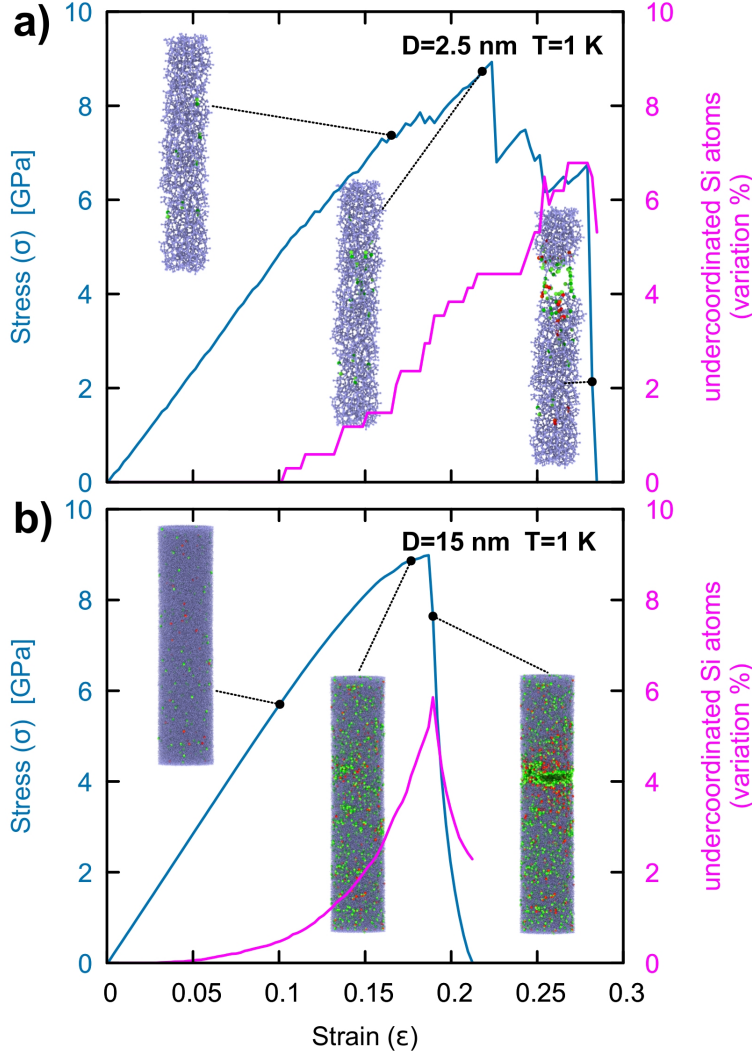 a)
D=2.5 nm T=1 K
10
8
6
4
2
0
Stress (σ) [GPa]
10
8
6
4
2
0
undercoordinated Si atoms
(variation %)
b)
D=15 nm T=1 K
10
8
6
4
2
0
Stress (σ) [GPa]
10
8
6
4
2
0
undercoordinated Si atoms
(variation %)
0 0.05 0.1 0.15 0.2 0.25 0.3
Strain (ε)